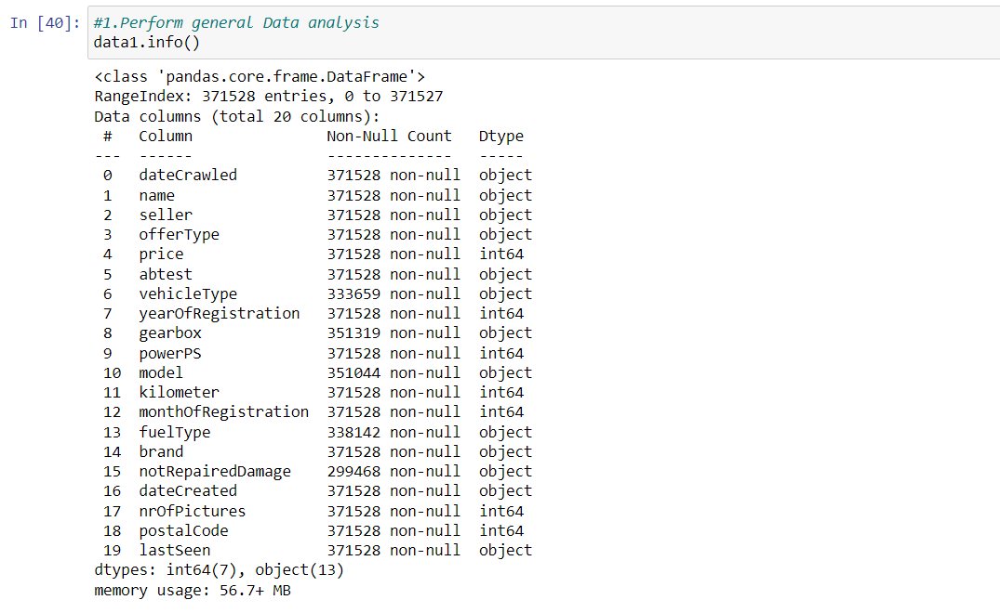 In [40]: #1.Perform general Data analysis
data1.info()
<class 'pandas.core.frame.DataFrame'>
RangeIndex: 371528 entries, 0 to 371527
Data columns (total 20 columns):
 #   Column               Non-Null Count   Dtype
---  ------               --------------   -----
 0   dateCrawled          371528 non-null  object
 1   name                 371528 non-null  object
 2   seller               371528 non-null  object
 3   offerType            371528 non-null  object
 4   price                371528 non-null  int64
 5   abtest               371528 non-null  object
 6   vehicleType          333659 non-null  object
 7   yearOfRegistration   371528 non-null  int64
 8   gearbox              351319 non-null  object
 9   powerPS              371528 non-null  int64
 10  model                351044 non-null  object
 11  kilometer            371528 non-null  int64
 12  monthOfRegistration  371528 non-null  int64
 13  fuelType             338142 non-null  object
 14  brand                371528 non-null  object
 15  notRepairedDamage    299468 non-null  object
 16  dateCreated          371528 non-null  object
 17  nrOfPictures         371528 non-null  int64
 18  postalCode           371528 non-null  int64
 19  lastSeen             371528 non-null  object
dtypes: int64(7), object(13)
memory usage: 56.7+ MB